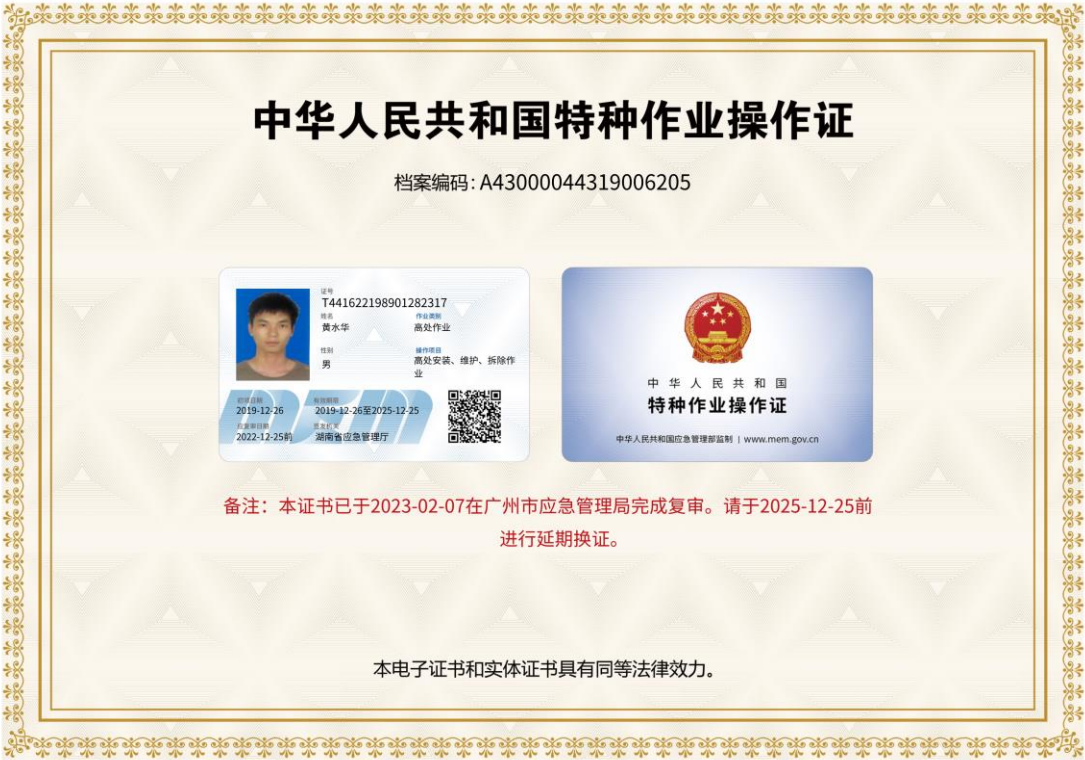 中华人民共和国特种作业操作证
档案编码：A43000044319006205
证号
T441622198901282317
姓名
黄水华
作业类别
高处作业
性别
男
操作项目
高处安装、维护、拆除作
业
初领日期
2019-12-26
有效期限
2019-12-26至2025-12-25
应复审日期
2022-12-25前
签发机关
湖南省应急管理厅
中华人民共和国
特种作业操作证
中华人民共和国应急管理部监制 | www.mem.gov.cn
备注：本证书已于2023-02-07在广州市应急管理局完成复审。请于2025-12-25前
进行延期换证。
本电子证书和实体证书具有同等法律效力。